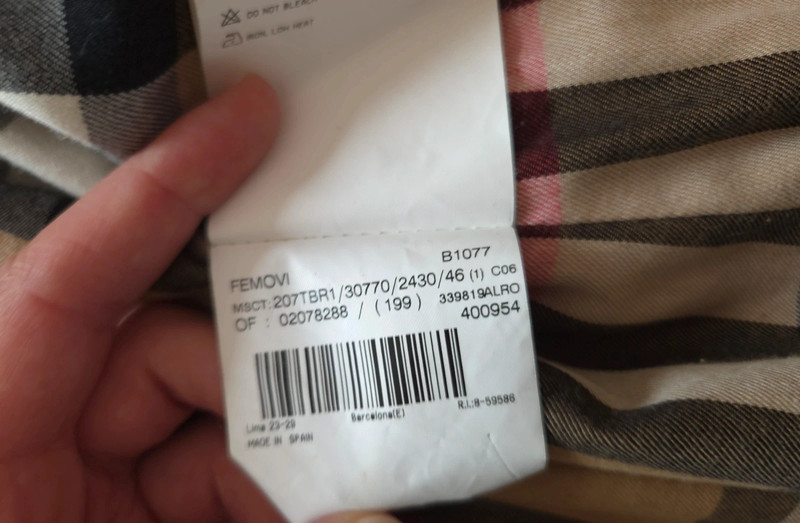 DO NOT BLEACH
IRON, LOW HEAT
B1077
FEMOVI
MSCT: 207TBR1/30770/2430/46 (1) C06
OF : 02078288 / (199) 339819ALRO
400954
Lima 23-29 Barcelona(E) R.I.:8-59586
MADE IN SPAIN